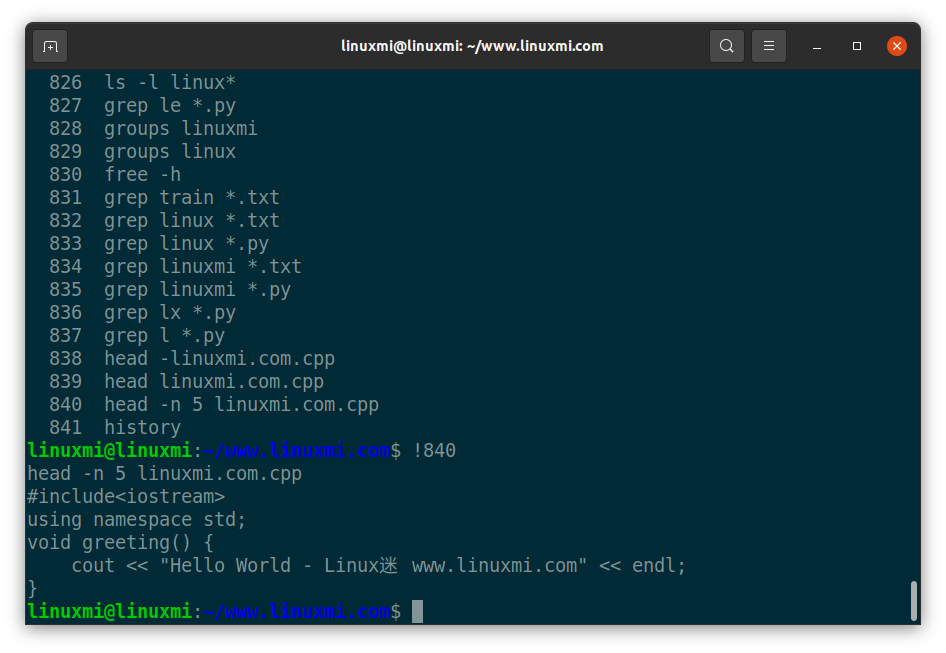 linuxmi@linuxmi: ~/www.linuxmi.com
826  ls -l linux*
827  grep le *.py
828  groups linuxmi
829  groups linux
830  free -h
831  grep train *.txt
832  grep linux *.txt
833  grep linux *.py
834  grep linuxmi *.txt
835  grep linuxmi *.py
836  grep lx *.py
837  grep l *.py
838  head -linuxmi.com.cpp
839  head linuxmi.com.cpp
840  head -n 5 linuxmi.com.cpp
841  history
linuxmi@linuxmi:~/www.linuxmi.com$ !840
head -n 5 linuxmi.com.cpp
#include<iostream>
using namespace std;
void greeting() {
    cout << "Hello World - Linux迷 www.linuxmi.com" << endl;
}
linuxmi@linuxmi:~/www.linuxmi.com$